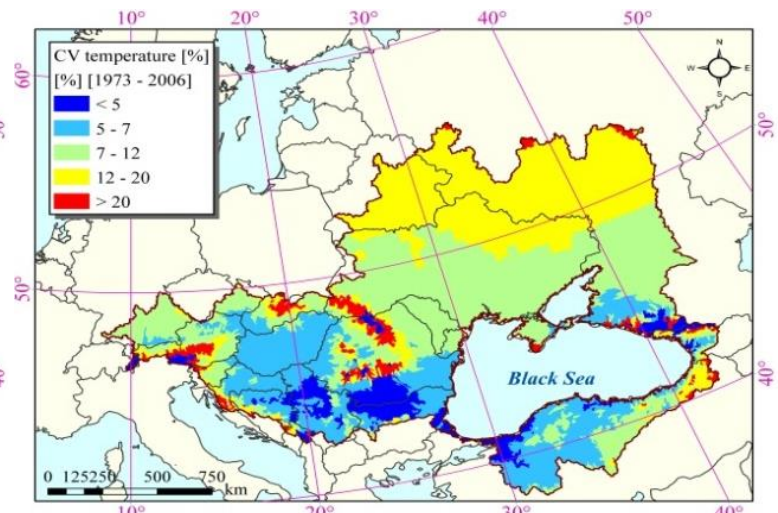 10° 20° 30° 40° 50°
CV temperature [%]
[%] [1973 - 2006]
< 5
5 - 7
7 - 12
12 - 20
> 20
N
W E
S
60°
50°
50°
40°
Black Sea
0 125250 500 750
km
10° 20° 30° 40°